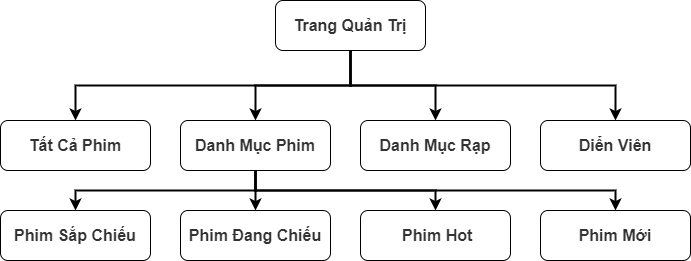 Trang Quản Trị
Tất Cả Phim
Danh Mục Phim
Danh Mục Rạp
Diển Viên
Phim Sắp Chiếu
Phim Đang Chiếu
Phim Hot
Phim Mới